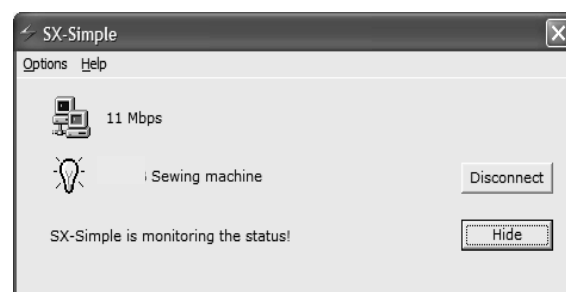 SX-Simple
Options Help
11 Mbps
Sewing machine
Disconnect
SX-Simple is monitoring the status!
Hide